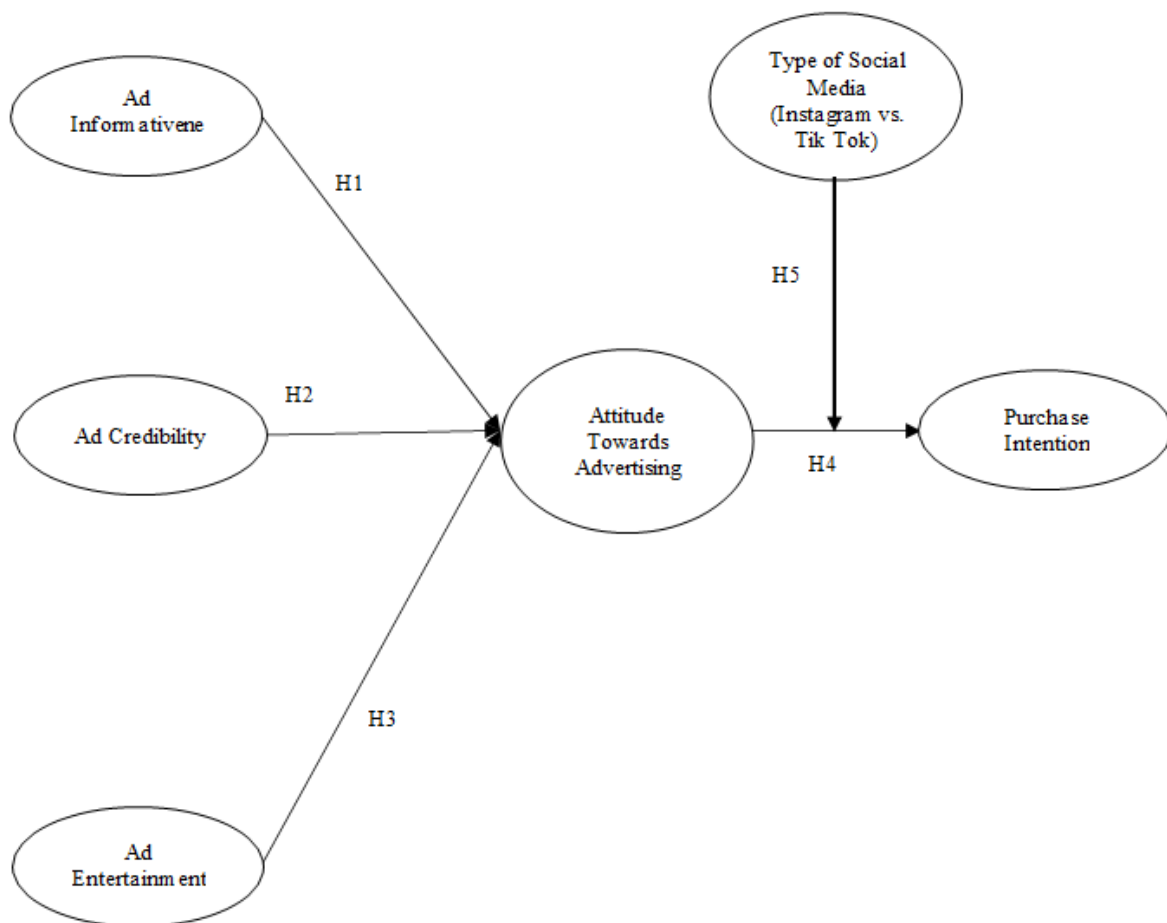 Ad
Informativene
H1
Type of Social
Media
(Instagram vs.
Tik Tok)
H5
H2
Ad Credibility
Attitude
Towards
Advertising
H4
Purchase
Intention
H3
Ad
Entertainment